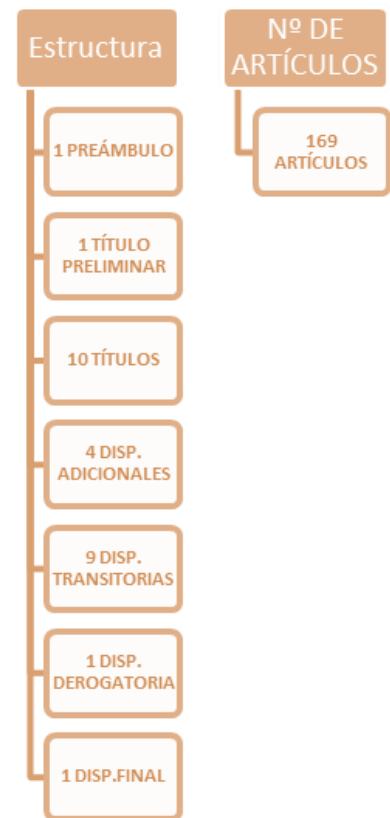 Estructura
1 PREÁMBULO
1 TÍTULO
PRELIMINAR
10 TÍTULOS
4 DISP.
ADICIONALES
9 DISP.
TRANSITORIAS
1 DISP.
DEROGATORIA
1 DISP.FINAL
Nº DE
ARTÍCULOS
169
ARTÍCULOS